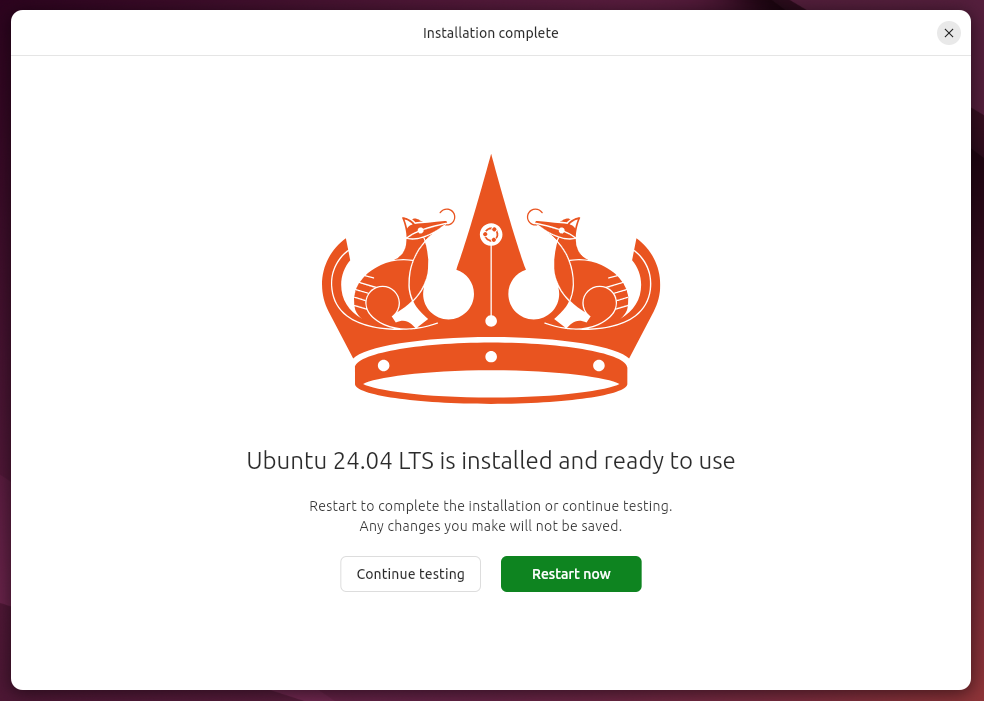 Installation complete
Ubuntu 24.04 LTS is installed and ready to use
Restart to complete the installation or continue testing.
Any changes you make will not be saved.
Continue testing
Restart now